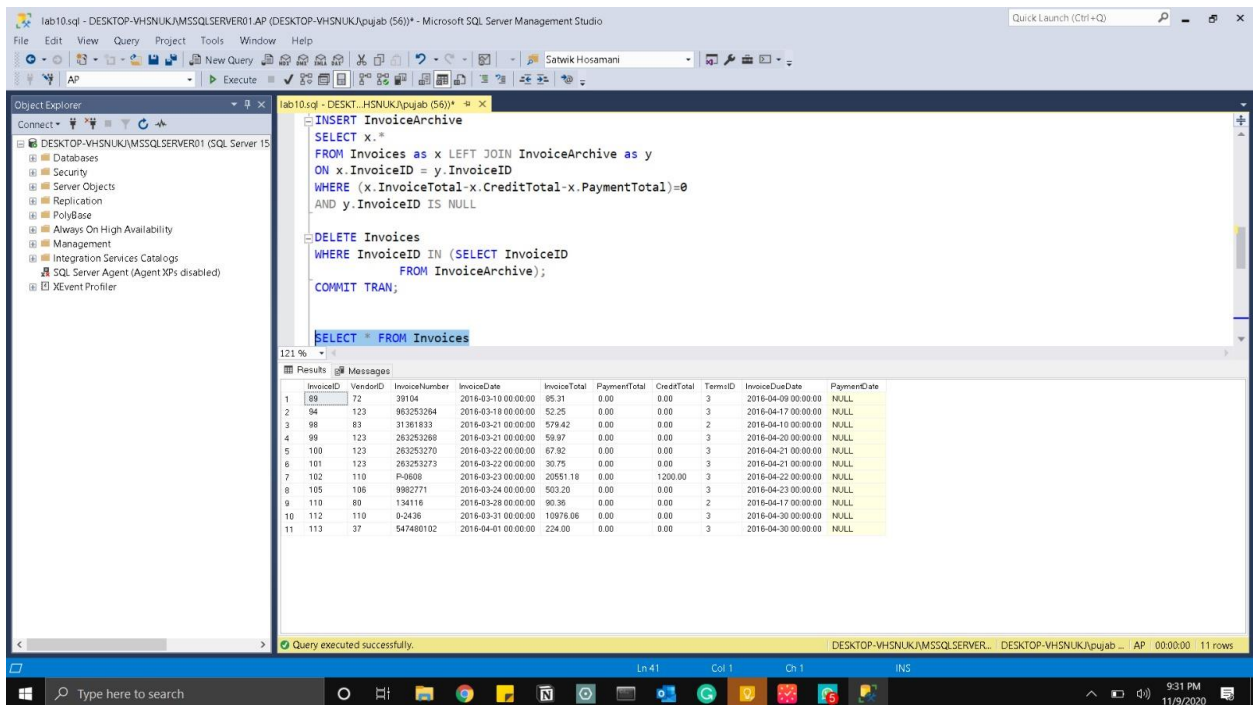 lab10.sql - DESKTOP-VHSNUKJ\MSSQLSERVER01.AP (DESKTOP-VHSNUKJ\pujab (56))* - Microsoft SQL Server Management Studio
Quick Launch (Ctrl+Q)
File Edit View Query Project Tools Window Help
New Query
Satwik Hosamani
AP
Execute
Object Explorer
Connect
DESKTOP-VHSNUKJ\MSSQLSERVER01 (SQL Server 15
Databases
Security
Server Objects
Replication
PolyBase
Always On High Availability
Management
Integration Services Catalogs
SQL Server Agent (Agent XPs disabled)
XEvent Profiler
lab10.sql - DESKT...HSNUKJ\pujab (56))*
INSERT InvoiceArchive
SELECT x.*
FROM Invoices as x LEFT JOIN InvoiceArchive as y
ON x.InvoiceID = y.InvoiceID
WHERE (x.InvoiceTotal-x.CreditTotal-x.PaymentTotal)=0
AND y.InvoiceID IS NULL
DELETE Invoices
WHERE InvoiceID IN (SELECT InvoiceID
FROM InvoiceArchive);
COMMIT TRAN;
SELECT * FROM Invoices
121 %
Results Messages
InvoiceID VendorID InvoiceNumber InvoiceDate InvoiceTotal PaymentTotal CreditTotal TermsID InvoiceDueDate PaymentDate
1 89 72 39104 2016-03-10 00:00:00 85.31 0.00 0.00 3 2016-04-09 00:00:00 NULL
2 94 123 963253264 2016-03-18 00:00:00 52.25 0.00 0.00 3 2016-04-17 00:00:00 NULL
3 98 83 31361833 2016-03-21 00:00:00 579.42 0.00 0.00 2 2016-04-10 00:00:00 NULL
4 99 123 263253268 2016-03-21 00:00:00 59.97 0.00 0.00 3 2016-04-20 00:00:00 NULL
5 100 123 263253270 2016-03-22 00:00:00 67.92 0.00 0.00 3 2016-04-21 00:00:00 NULL
6 101 123 263253273 2016-03-22 00:00:00 30.75 0.00 0.00 3 2016-04-21 00:00:00 NULL
7 102 110 P-0608 2016-03-23 00:00:00 20551.18 0.00 1200.00 3 2016-04-22 00:00:00 NULL
8 105 106 9982771 2016-03-24 00:00:00 503.20 0.00 0.00 3 2016-04-23 00:00:00 NULL
9 110 80 134116 2016-03-28 00:00:00 90.36 0.00 0.00 2 2016-04-17 00:00:00 NULL
10 112 110 0-2436 2016-03-31 00:00:00 10976.06 0.00 0.00 3 2016-04-30 00:00:00 NULL
11 113 37 547480102 2016-04-01 00:00:00 224.00 0.00 0.00 3 2016-04-30 00:00:00 NULL
Query executed successfully.
DESKTOP-VHSNUKJ\MSSQLSERVER... DESKTOP-VHSNUKJ\pujab ... AP 00:00:00 11 rows
Ln 41 Col 1 Ch 1 INS
Type here to search
9:31 PM
11/9/2020